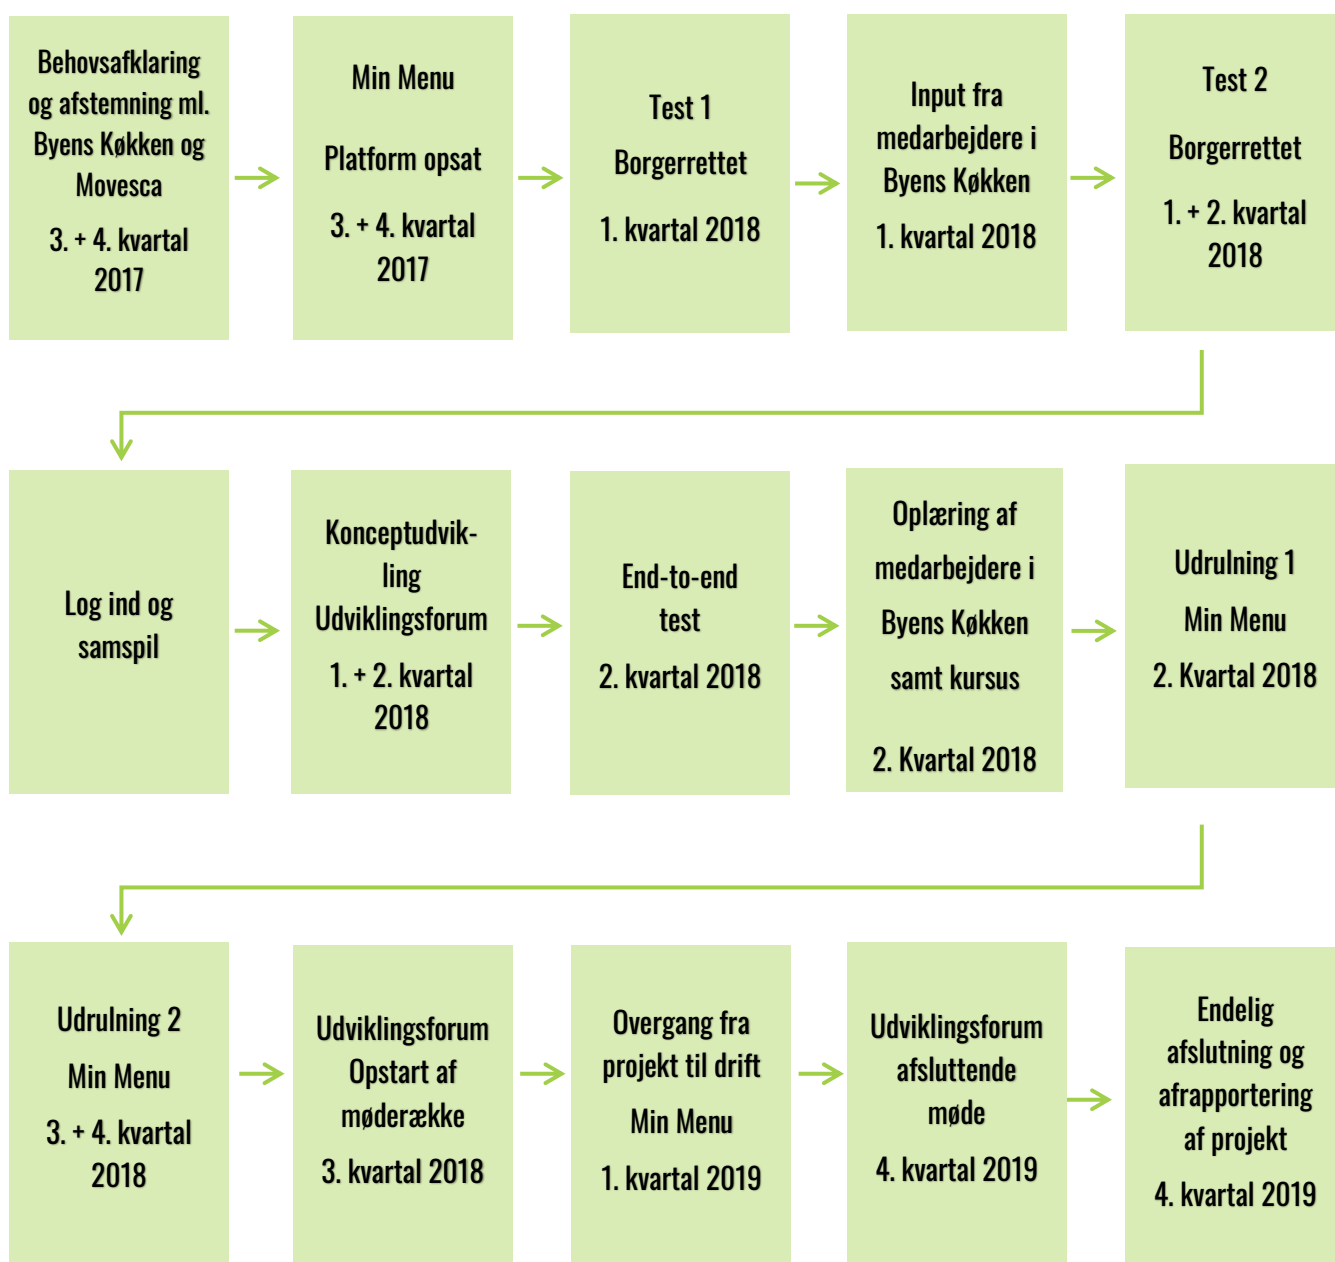 Behovsafklaring
og afstemning ml.
Byens Køkken og
Movesca
3. + 4. kvartal
2017
Min Menu
Platform opsat
3. + 4. kvartal
2017
Test 1
Borgerrettet
1. kvartal 2018
Input fra
medarbejdere i
Byens Køkken
1. kvartal 2018
Test 2
Borgerrettet
1. + 2. kvartal
2018
Log ind og
samspil
Konceptudvik-
ling
Udviklingsforum
1. + 2. kvartal
2018
End-to-end
test
2. kvartal 2018
Oplæring af
medarbejdere i
Byens Køkken
samt kursus
2. Kvartal 2018
Udrulning 1
Min Menu
2. Kvartal 2018
Udrulning 2
Min Menu
3. + 4. kvartal
2018
Udviklingsforum
Opstart af
møderække
3. kvartal 2018
Overgang fra
projekt til drift
Min Menu
1. kvartal 2019
Udviklingsforum
afsluttende
møde
4. kvartal 2019
Endelig
afslutning og
afrapportering
af projekt
4. kvartal 2019